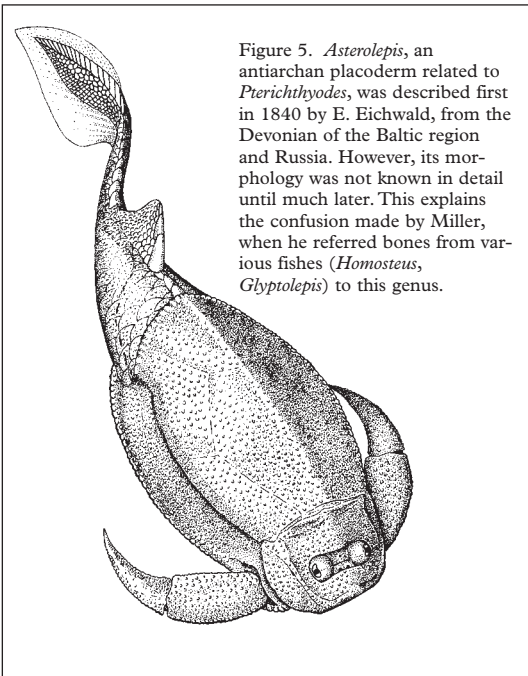 Figure 5. Asterolepis, an
antiarchan placoderm related to
Pterichthyodes, was described first
in 1840 by E. Eichwald, from the
Devonian of the Baltic region
and Russia. However, its mor-
phology was not known in detail
until much later. This explains
the confusion made by Miller,
when he referred bones from var-
ious fishes (Homosteus,
Glyptolepis) to this genus.